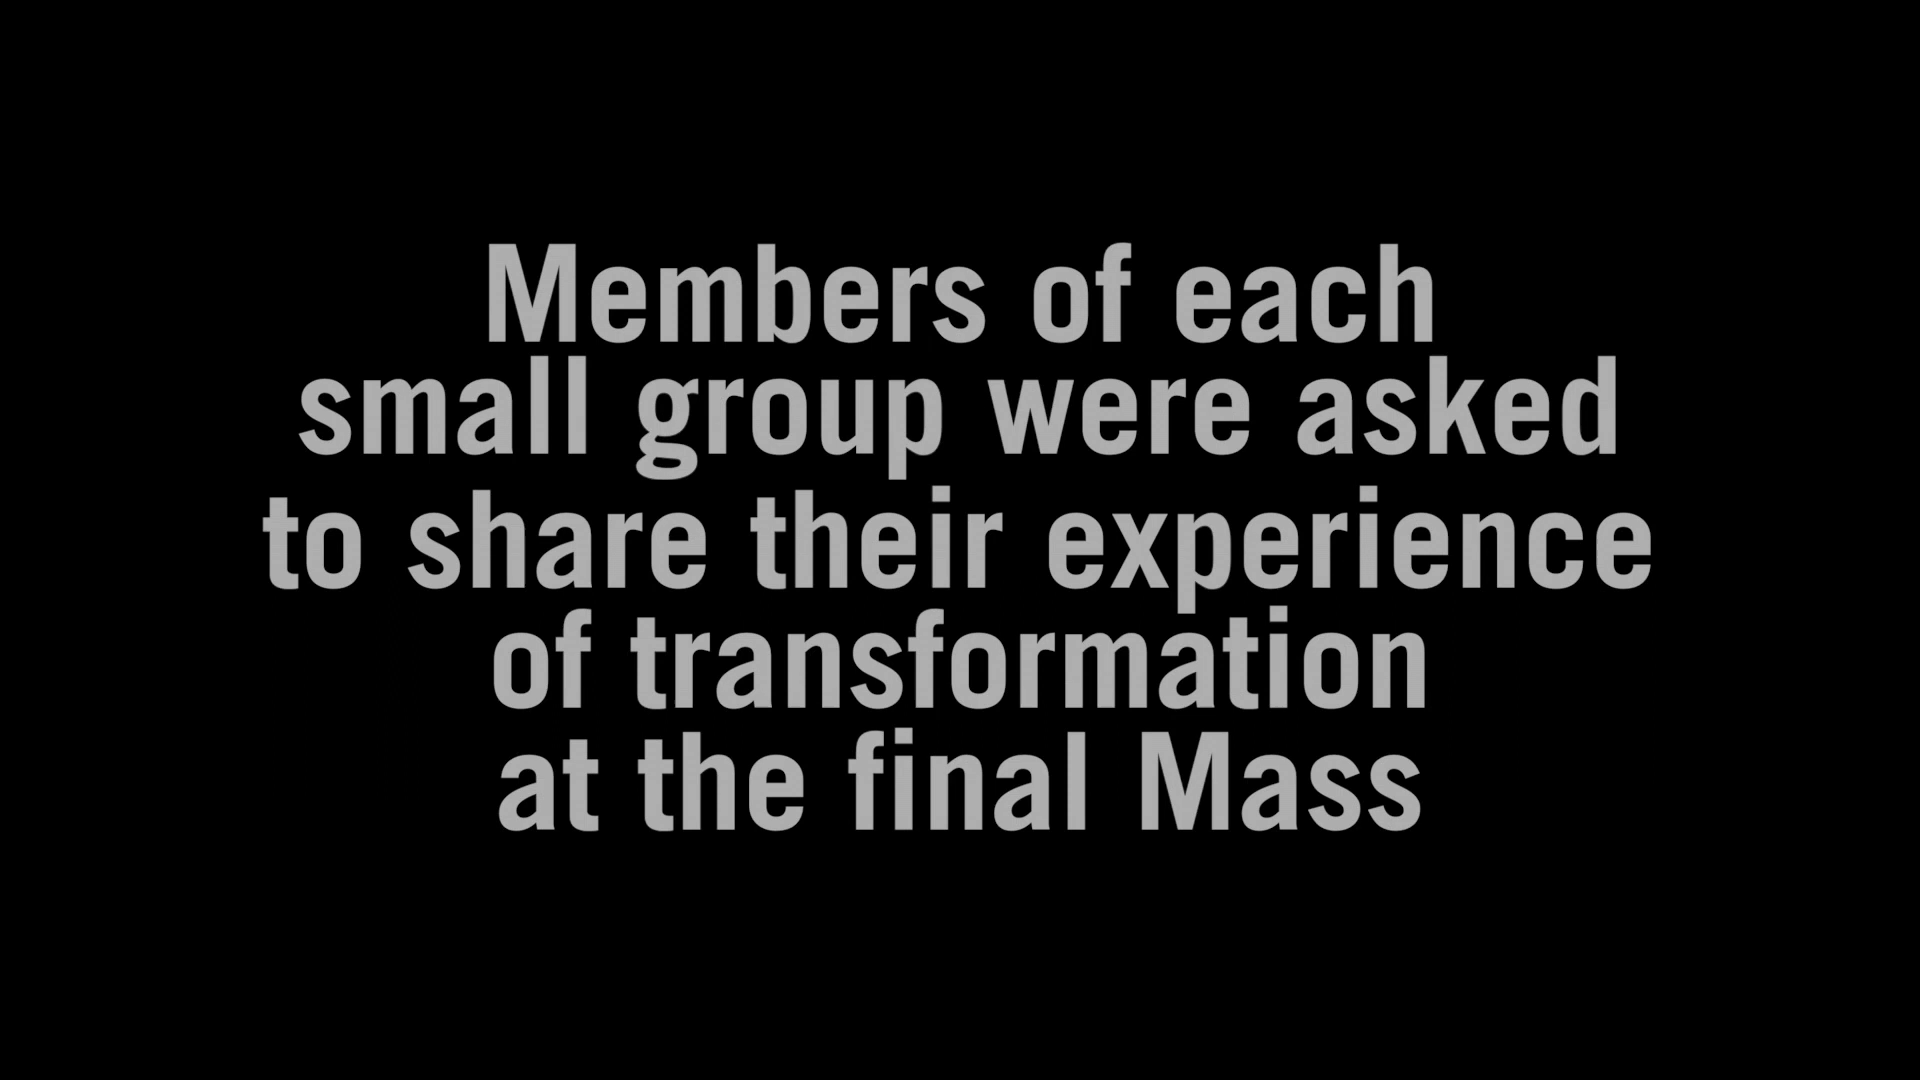 Members of each
small group were asked
to share their experience
of transformation
at the final Mass